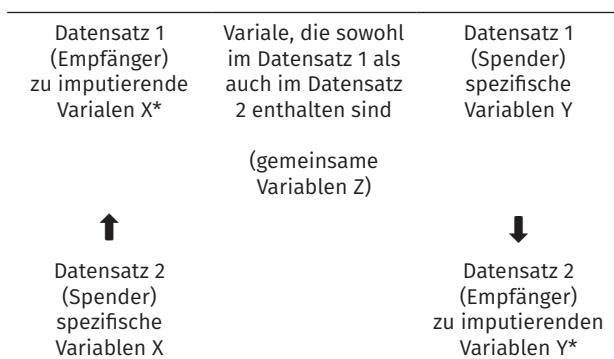 Datensatz 1
(Empfänger)
zu imputierende
Varialen X*
Variale, die sowohl
im Datensatz 1 als
auch im Datensatz
2 enthalten sind
(gemeinsame
Variablen Z)
Datensatz 1
(Spender)
spezifische
Variablen Y
Datensatz 2
(Spender)
spezifische
Variablen X
Datensatz 2
(Empfänger)
zu imputierenden
Variablen Y*